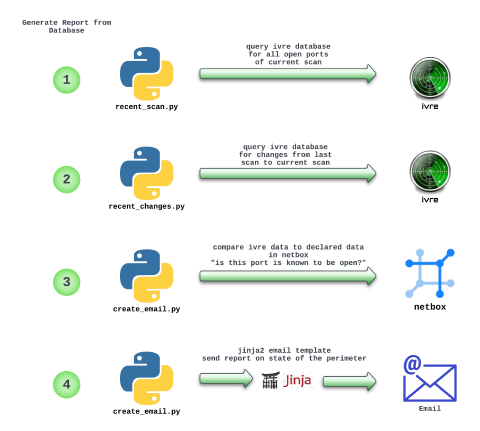 Generate Report from
Database
1
query ivre database
for all open ports
of current scan
recent_scan.py
ivre
2
query ivre database
for changes from last
scan to current scan
recent_changes.py
ivre
3
compare ivre data to declared data
in netbox
"is this port is known to be open?"
create_email.py
netbox
4
jinja2 email template
send report on state of the perimeter
Jinja
@
create_email.py
Email